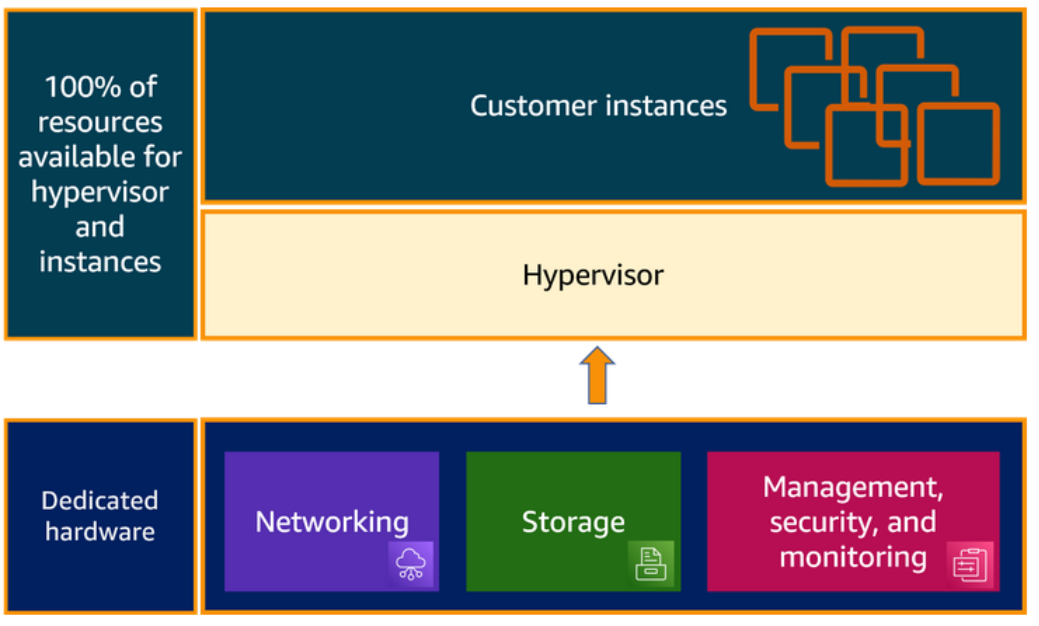 100% of
resources
available for
hypervisor
and
instances
Customer instances
Hypervisor
Dedicated
hardware
Networking
Storage
Management,
security, and
monitoring